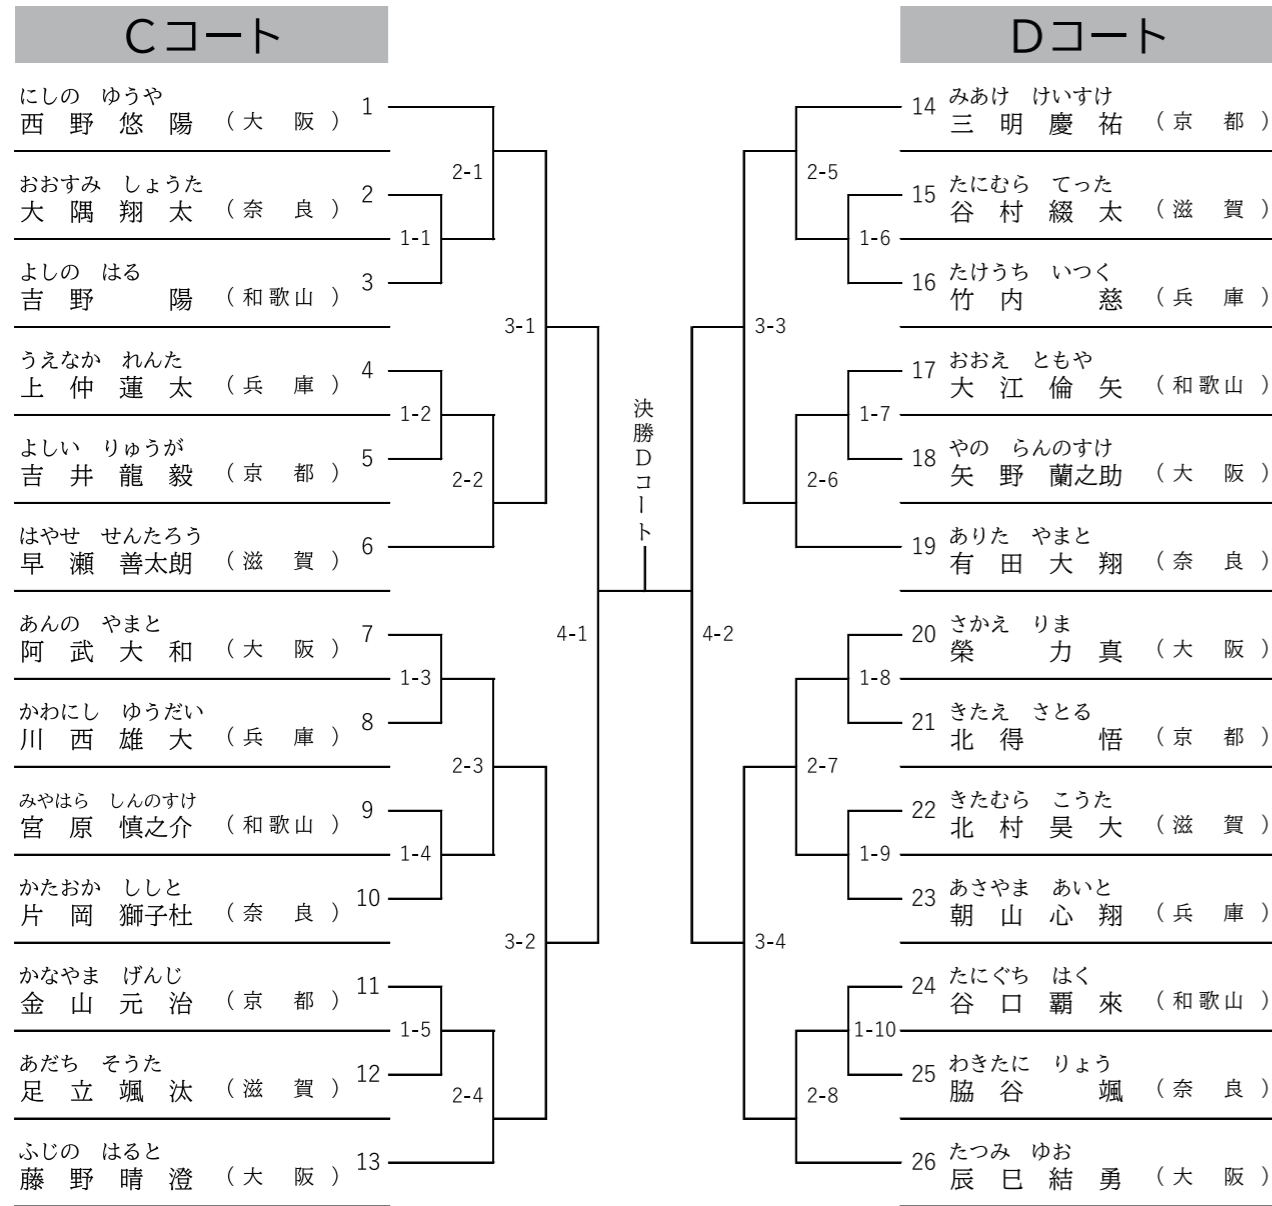 Cコート
にしの ゆうや
西野悠陽 (大阪) 1
おおすみ しょうた
大隅翔太 (奈良) 2
よしの はる
吉野 陽 (和歌山) 3
うえなか れんた
上仲蓮太 (兵庫) 4
よしい りゅうが
吉井龍毅 (京都) 5
はやせ せんたろう
早瀬善太朗 (滋賀) 6
あんの やまと
阿武大和 (大阪) 7
かわにし ゆうだい
川西雄大 (兵庫) 8
みやはら しんのすけ
宮原慎之介 (和歌山) 9
かたおか ししと
片岡獅子杜 (奈良) 10
かなやま げんじ
金山元治 (京都) 11
あだち そうた
足立颯汰 (滋賀) 12
ふじの はると
藤野晴澄 (大阪) 13
1-1
1-2
1-3
1-4
1-5
2-1
2-2
2-3
2-4
3-1
3-2
4-1
決勝Dコート
4-2
3-3
3-4
2-5
2-6
2-7
2-8
1-6
1-7
1-8
1-9
1-10
Dコート
みあけ けいすけ
14 三明慶祐 (京都)
たにむら てった
15 谷村綴太 (滋賀)
たけうち いつく
16 竹内 慈 (兵庫)
おおえ ともや
17 大江倫矢 (和歌山)
やの らんのすけ
18 矢野蘭之助 (大阪)
ありた やまと
19 有田大翔 (奈良)
さかえ りま
20 榮 力真 (大阪)
きたえ さとる
21 北得 悟 (京都)
きたむら こうた
22 北村昊大 (滋賀)
あさやま あいと
23 朝山心翔 (兵庫)
たにぐち はく
24 谷口覇來 (和歌山)
わきたに りょう
25 脇谷 颯 (奈良)
たつみ ゆお
26 辰巳結勇 (大阪)